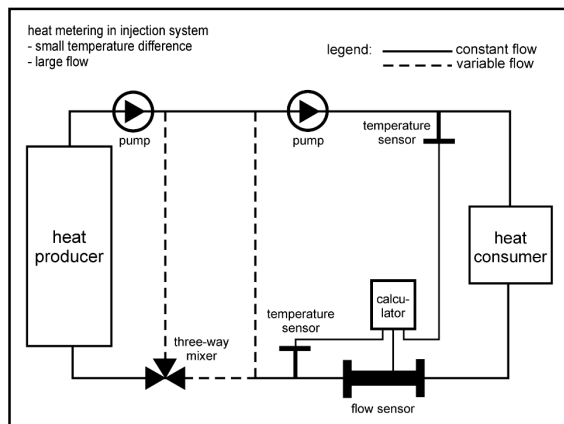 heat metering in injection system
- small temperature difference
- large flow
legend:
constant flow
variable flow
pump
pump
temperature
sensor
heat
producer
heat
consumer
calcu-
lator
temperature
sensor
three-way
mixer
flow sensor